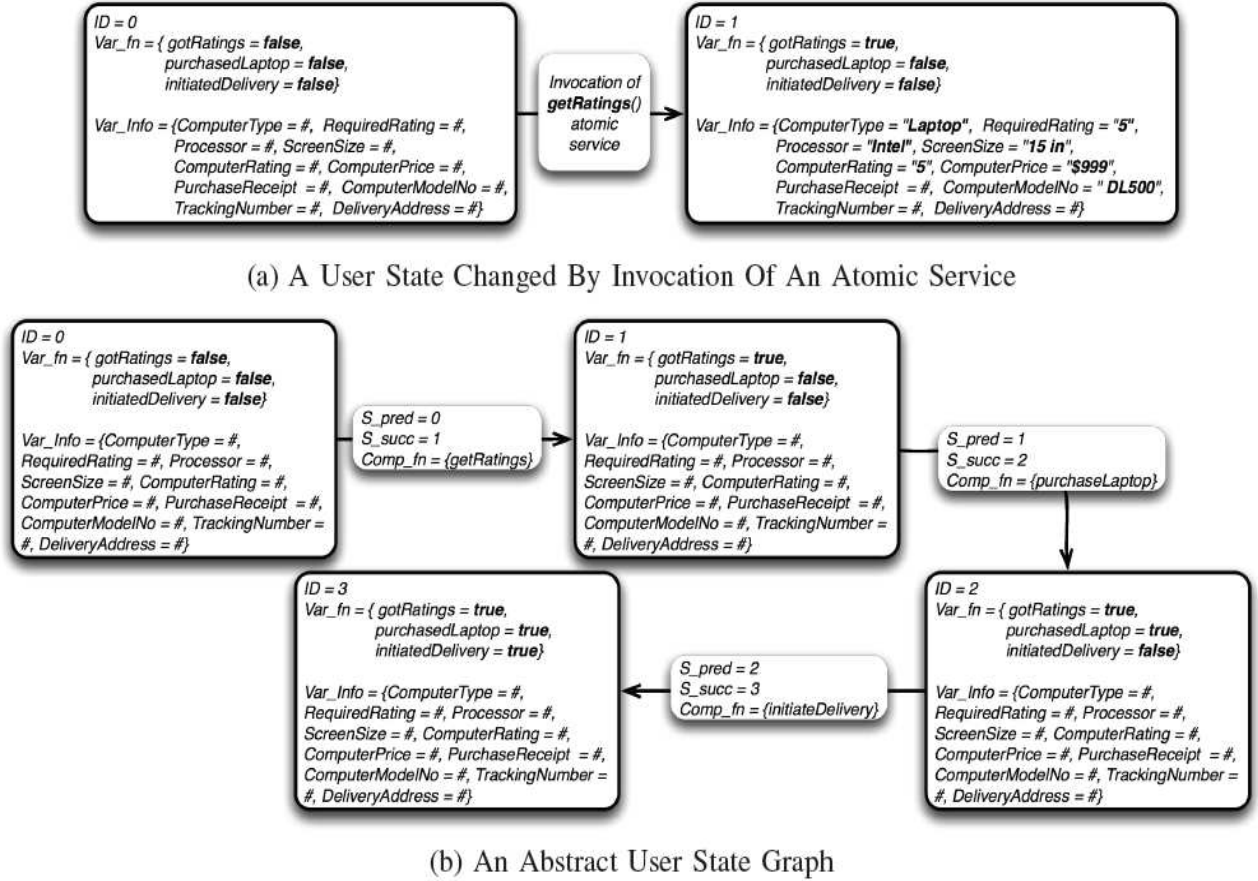 ID = 0
Var_fn = { gotRatings = false,
purchasedLaptop = false,
initiatedDelivery = false}
Var_Info = {ComputerType = #, RequiredRating = #,
Processor = #, ScreenSize = #,
ComputerRating = #, ComputerPrice = #,
PurchaseReceipt = #, ComputerModelNo = #,
TrackingNumber = #, DeliveryAddress = #}
Invocation of
getRatings()
atomic
service
ID = 1
Var_fn = { gotRatings = true,
purchasedLaptop = false,
initiatedDelivery = false}
Var_Info = {ComputerType = "Laptop", RequiredRating = "5",
Processor = "Intel", ScreenSize = "15 in",
ComputerRating = "5", ComputerPrice = "$999",
PurchaseReceipt = #, ComputerModelNo = " DL500",
TrackingNumber = #, DeliveryAddress = #}
(a) A User State Changed By Invocation Of An Atomic Service
ID = 0
Var_fn = { gotRatings = false,
purchasedLaptop = false,
initiatedDelivery = false}
Var_Info = {ComputerType = #,
RequiredRating = #, Processor = #,
ScreenSize = #, ComputerRating = #,
ComputerPrice = #, PurchaseReceipt = #,
ComputerModelNo = #, TrackingNumber =
#, DeliveryAddress = #}
S_pred = 0
S_succ = 1
Comp_fn = {getRatings}
ID = 1
Var_fn = { gotRatings = true,
purchasedLaptop = false,
initiatedDelivery = false}
Var_Info = {ComputerType = #,
RequiredRating = #, Processor = #,
ScreenSize = #, ComputerRating = #,
ComputerPrice = #, PurchaseReceipt = #,
ComputerModelNo = #, TrackingNumber =
#, DeliveryAddress = #}
S_pred = 1
S_succ = 2
Comp_fn = {purchaseLaptop}
ID = 2
Var_fn = { gotRatings = true,
purchasedLaptop = true,
initiatedDelivery = false}
Var_Info = {ComputerType = #,
RequiredRating = #, Processor = #,
ScreenSize = #, ComputerRating = #,
ComputerPrice = #, PurchaseReceipt = #,
ComputerModelNo = #, TrackingNumber =
#, DeliveryAddress = #}
S_pred = 2
S_succ = 3
Comp_fn = {initiateDelivery}
ID = 3
Var_fn = { gotRatings = true,
purchasedLaptop = true,
initiatedDelivery = true}
Var_Info = {ComputerType = #,
RequiredRating = #, Processor = #,
ScreenSize = #, ComputerRating = #,
ComputerPrice = #, PurchaseReceipt = #,
ComputerModelNo = #, TrackingNumber =
#, DeliveryAddress = #}
(b) An Abstract User State Graph